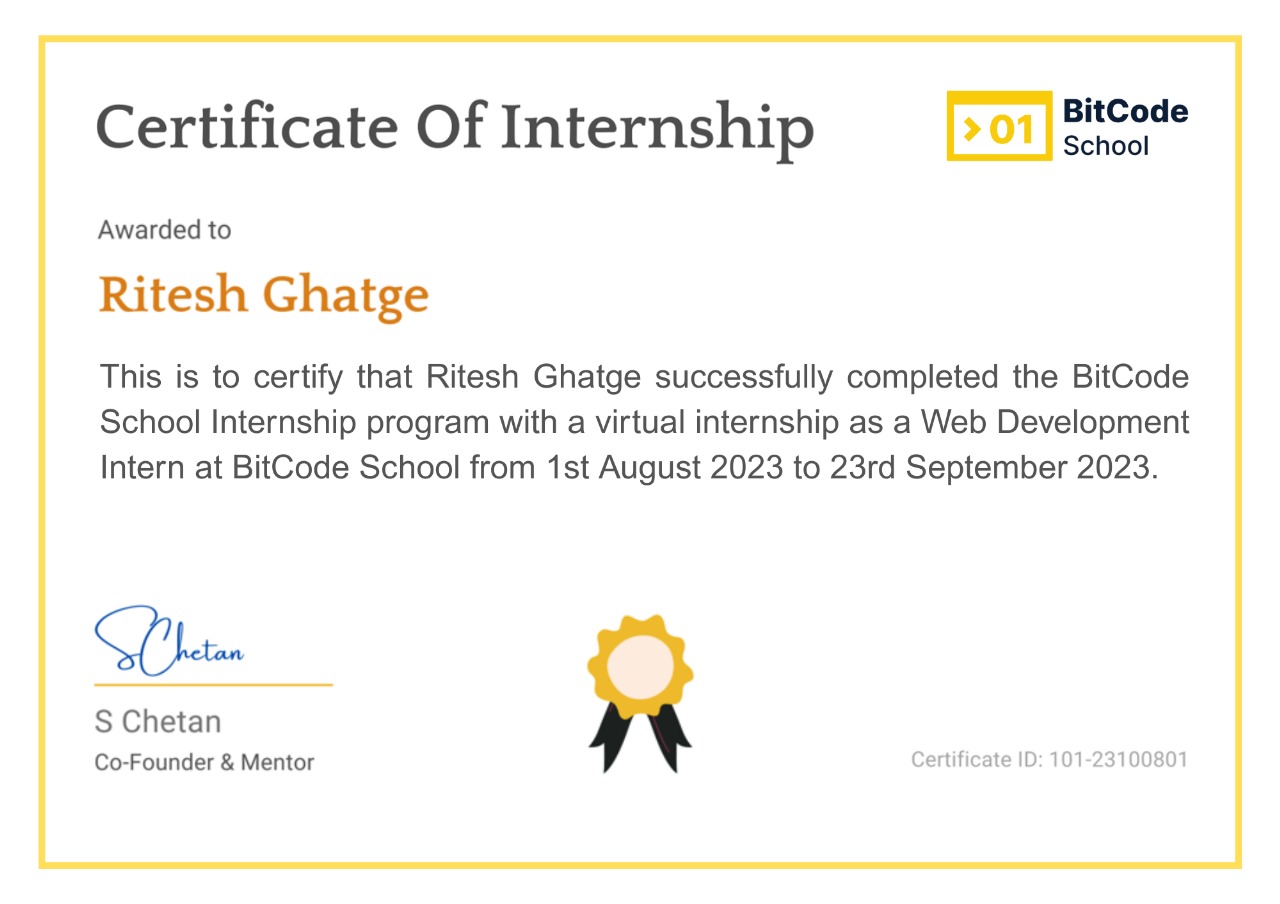 Certificate Of Internship
> 01
BitCode
School
Awarded to
Ritesh Ghatge
This is to certify that Ritesh Ghatge successfully completed the BitCode
School Internship program with a virtual internship as a Web Development
Intern at BitCode School from 1st August 2023 to 23rd September 2023.
SChetan
S Chetan
Co-Founder & Mentor
Certificate ID: 101-23100801